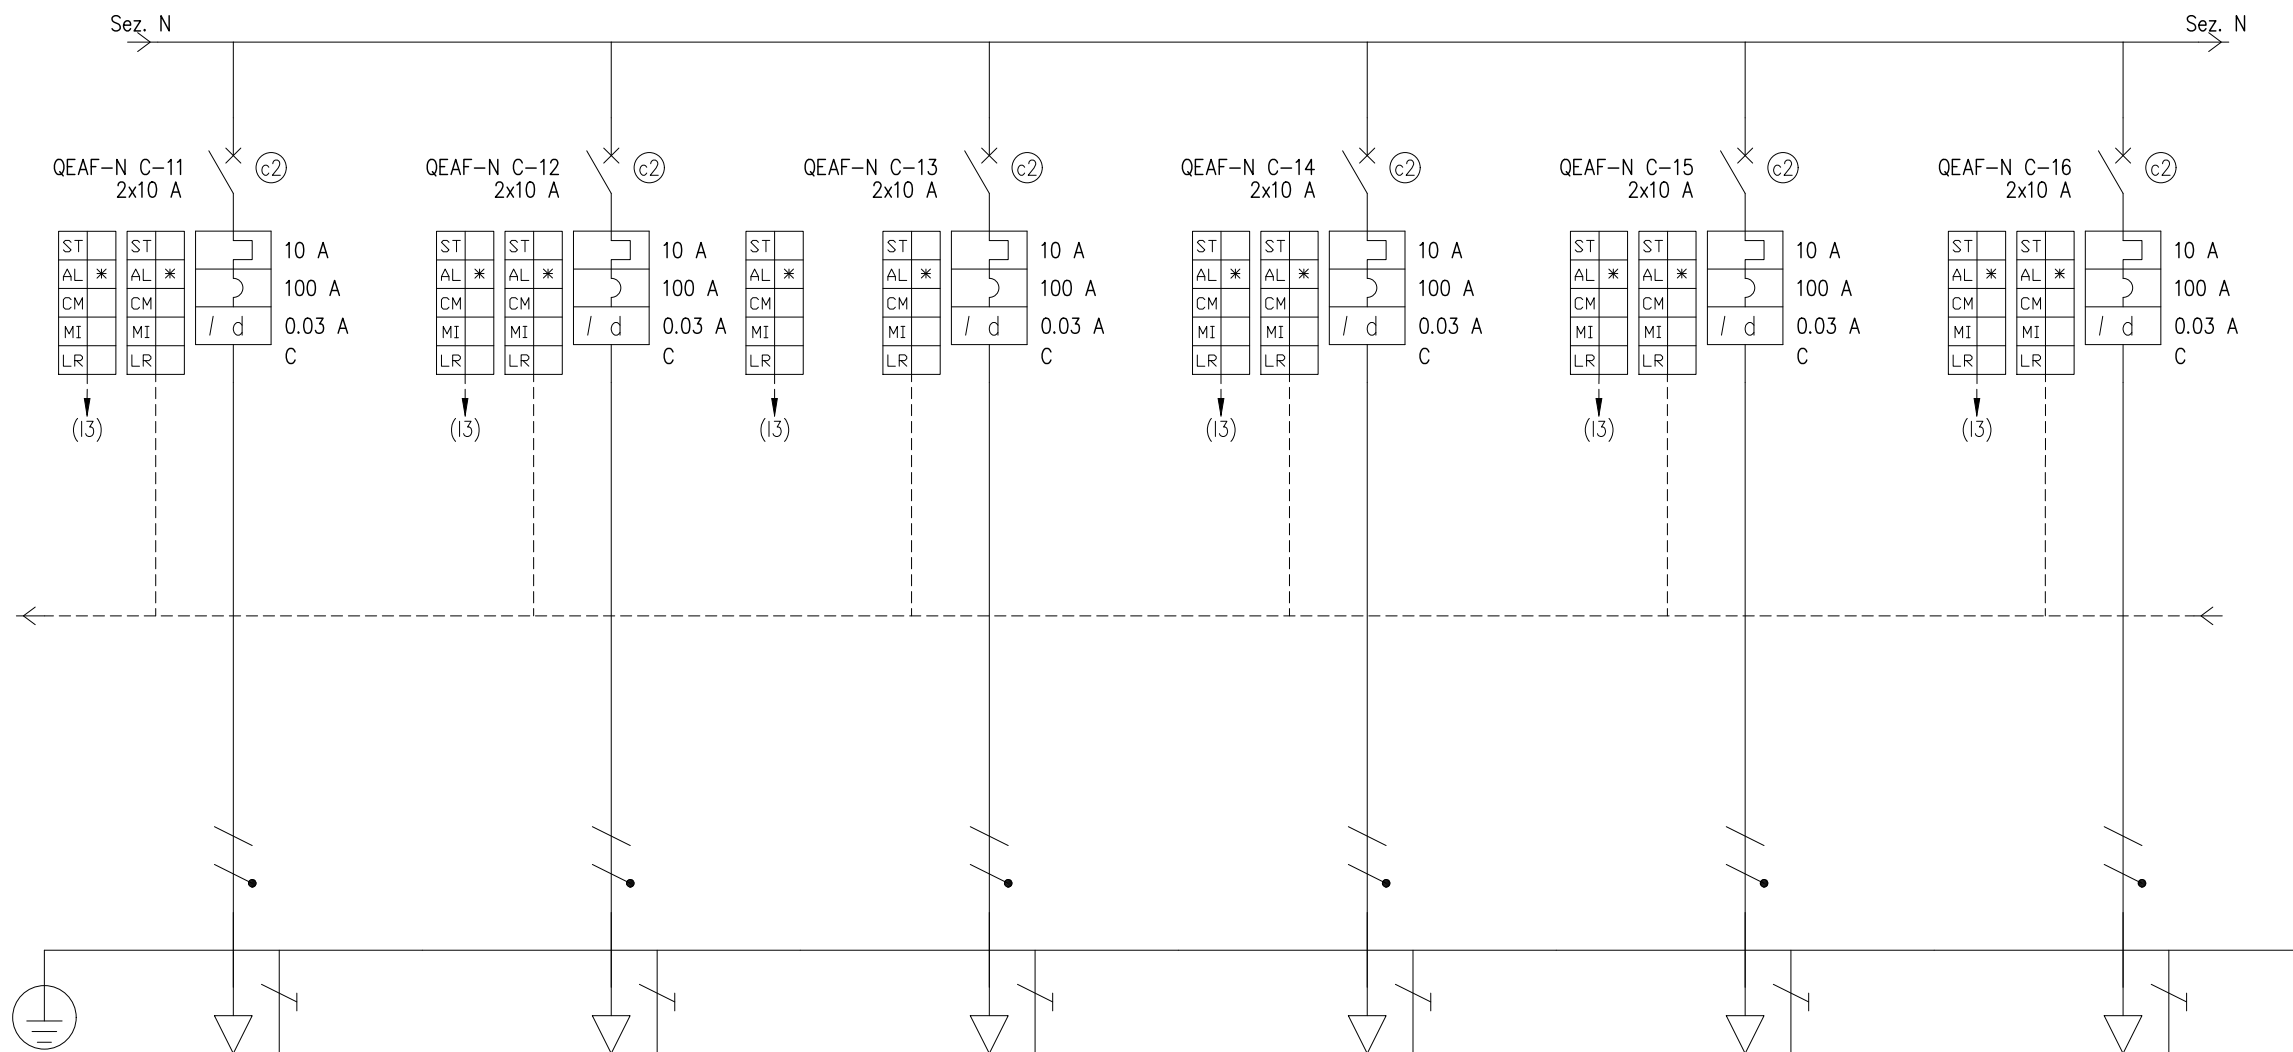 Sez. N
Sez. N
QEAF-N C-11
2x10 A
c2
QEAF-N C-12
2x10 A
c2
QEAF-N C-13
2x10 A
c2
QEAF-N C-14
2x10 A
c2
QEAF-N C-15
2x10 A
c2
QEAF-N C-16
2x10 A
c2
ST ST 10 A ST ST 10 A ST ST 10 A ST ST 10 A ST ST 10 A ST ST 10 A
AL * AL * 100 A AL * AL * 100 A AL * AL * 100 A AL * AL * 100 A AL * AL * 100 A AL * AL * 100 A
CM CM CM CM CM CM CM CM CM CM CM CM
MI MI I d 0.03 A MI MI I d 0.03 A MI MI I d 0.03 A MI MI I d 0.03 A MI MI I d 0.03 A MI MI I d 0.03 A
LR LR C LR LR C LR LR C LR LR C LR LR C LR LR C
(I3) (I3) (I3) (I3) (I3) (I3)